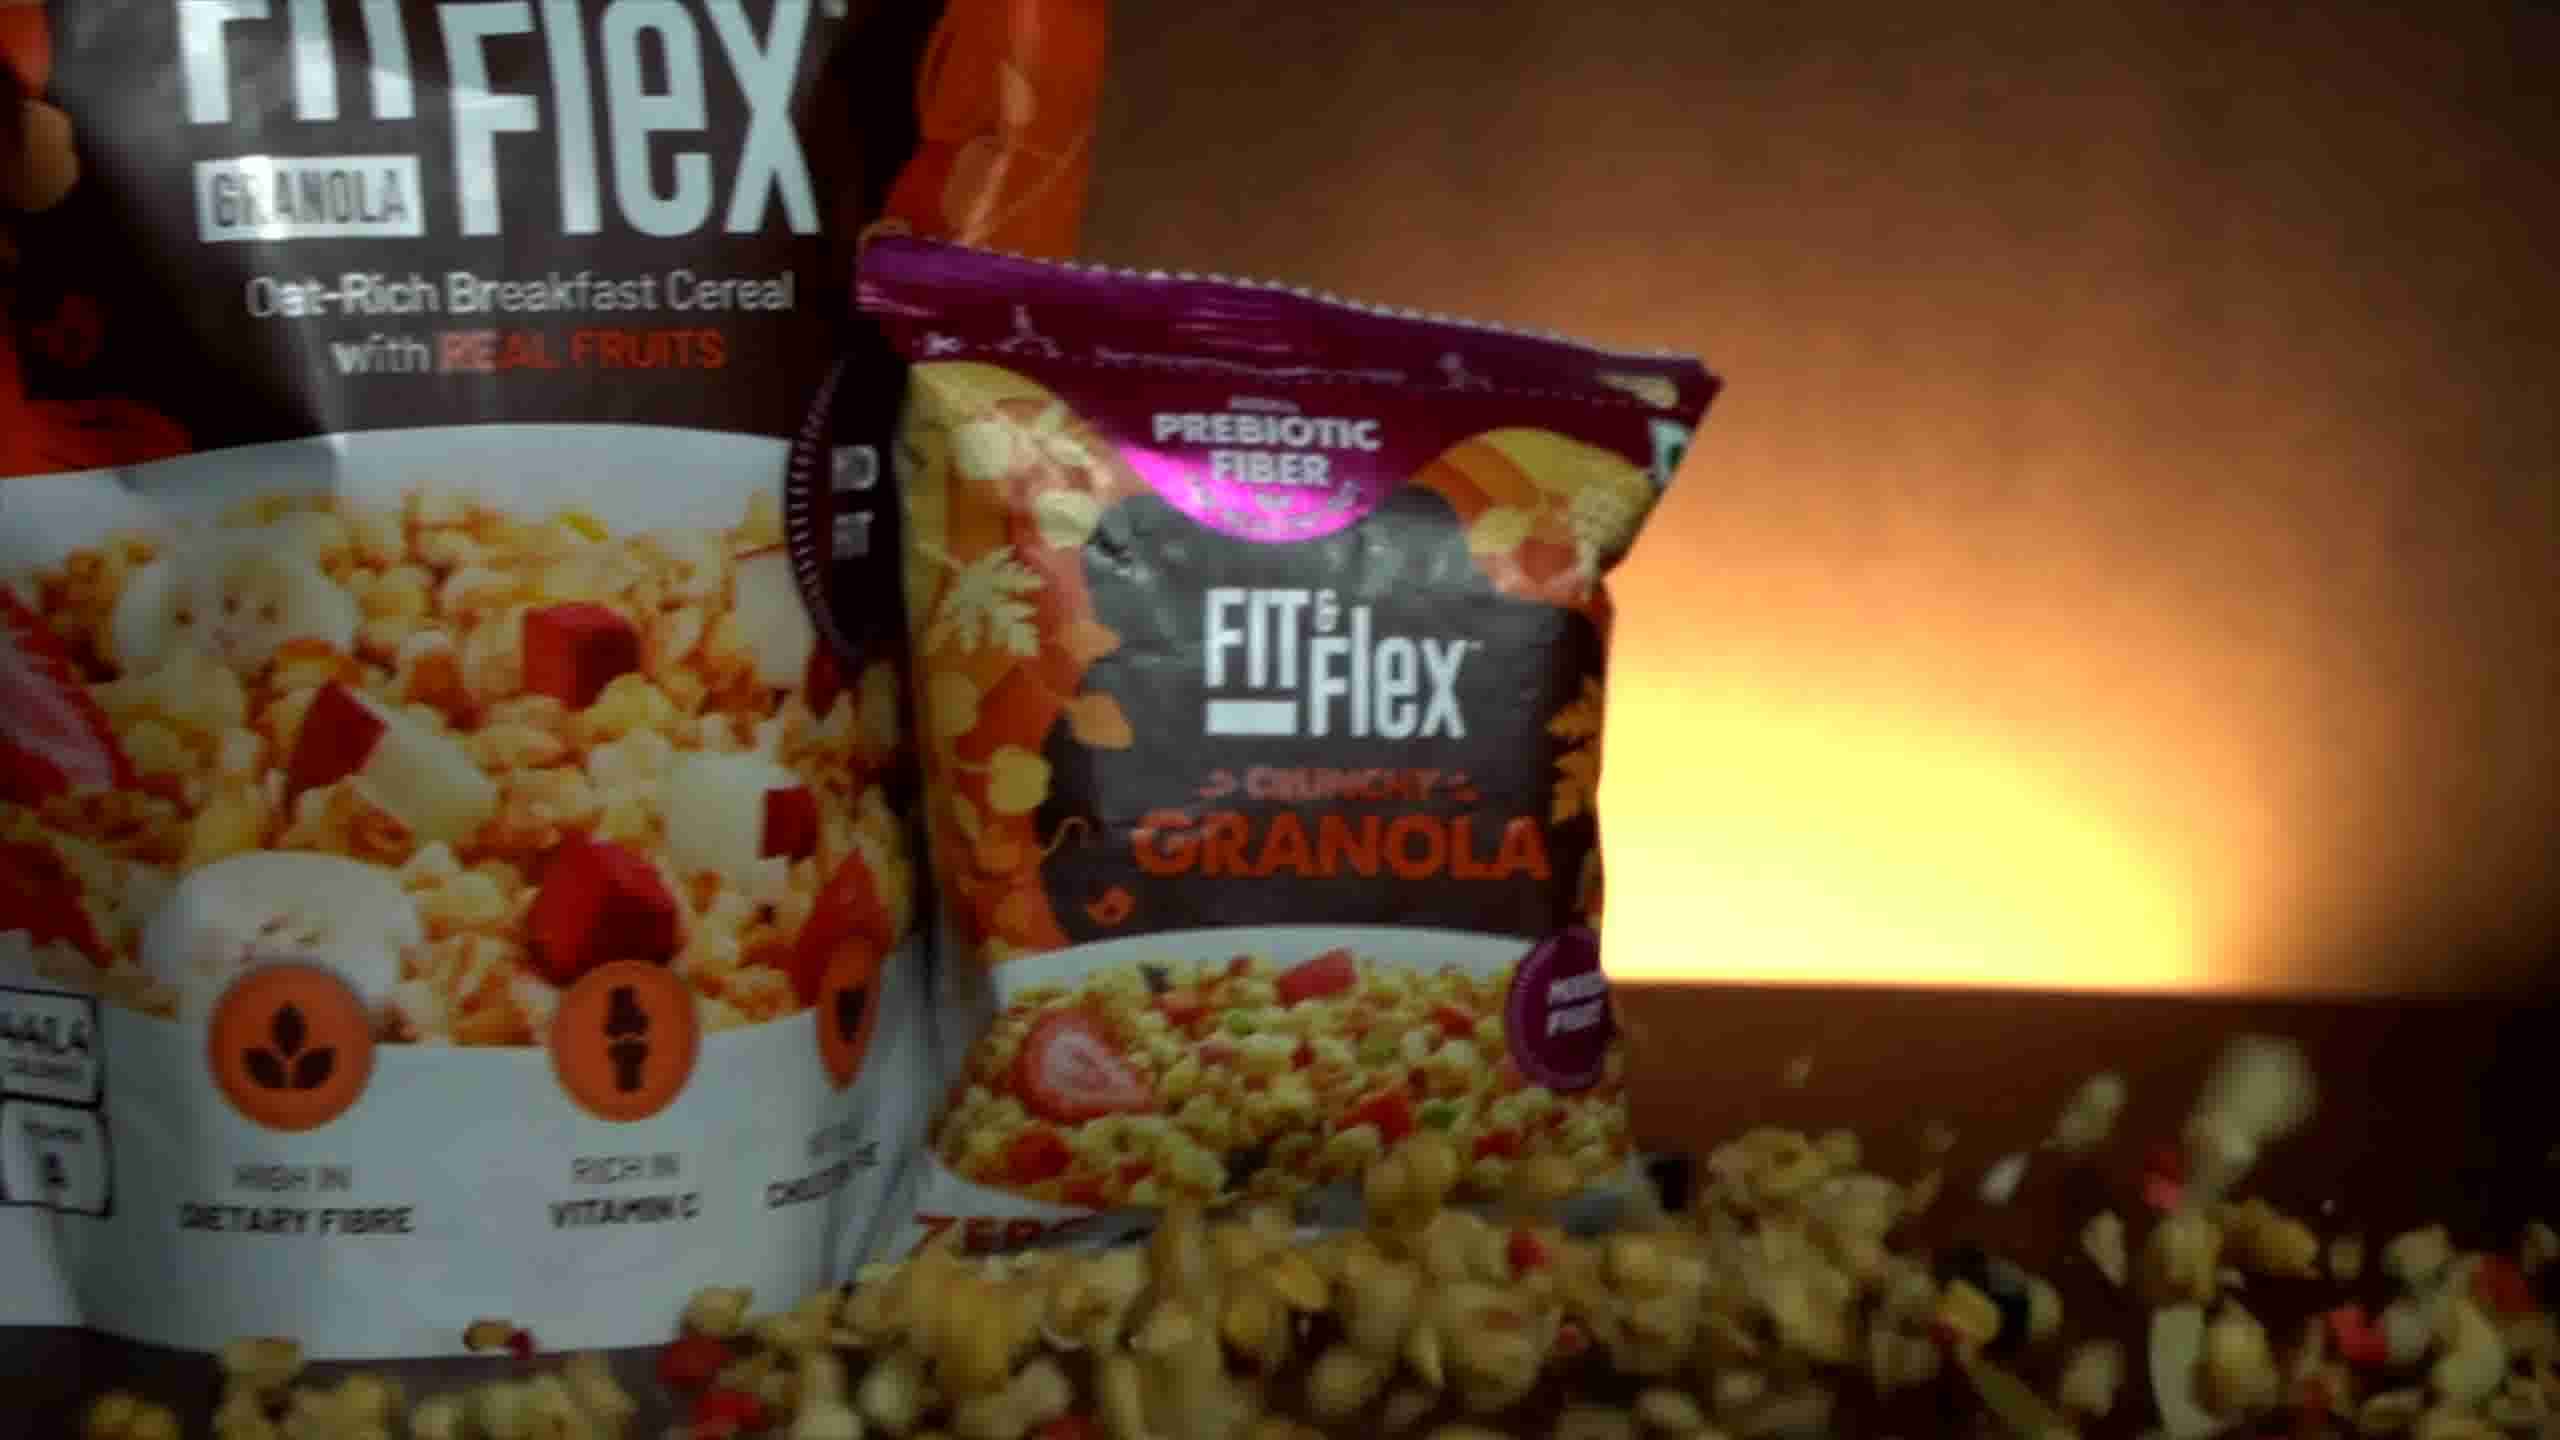 FIT Flex
GRANOLA
Oat-Rich Breakfast Cereal
with REAL FRUITS
HIGH IN
DIETARY FIBRE
RICH IN
VITAMIN C
PREBIOTIC
FIBER
FIT & Flex
CRUNCHY
GRANOLA